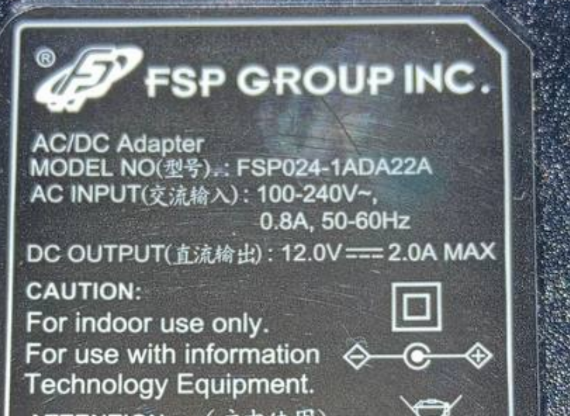 ® FSP GROUP INC.
AC/DC Adapter
MODEL NO(型号).: FSP024-1ADA22A
AC INPUT(交流输入): 100-240V~,
0.8A, 50-60Hz
DC OUTPUT(直流输出): 12.0V⎓2.0A MAX
CAUTION:
For indoor use only.
For use with information
Technology Equipment.